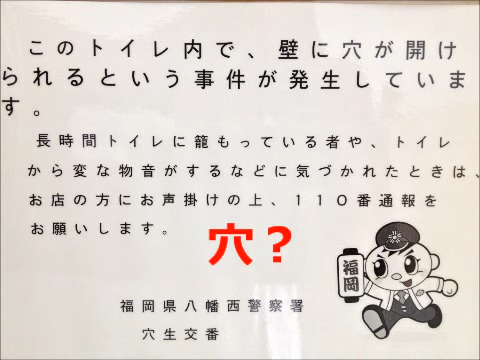 このトイレ内で、壁に穴が開け
られるという事件が発生していま
す。
長時間トイレに籠もっている者や、トイレ
から変な物音がするなどに気づかれたときは、
お店の方にお声掛けの上、１１０番通報を
お願いします。
穴？
福岡
福岡県八幡西警察署
穴生交番